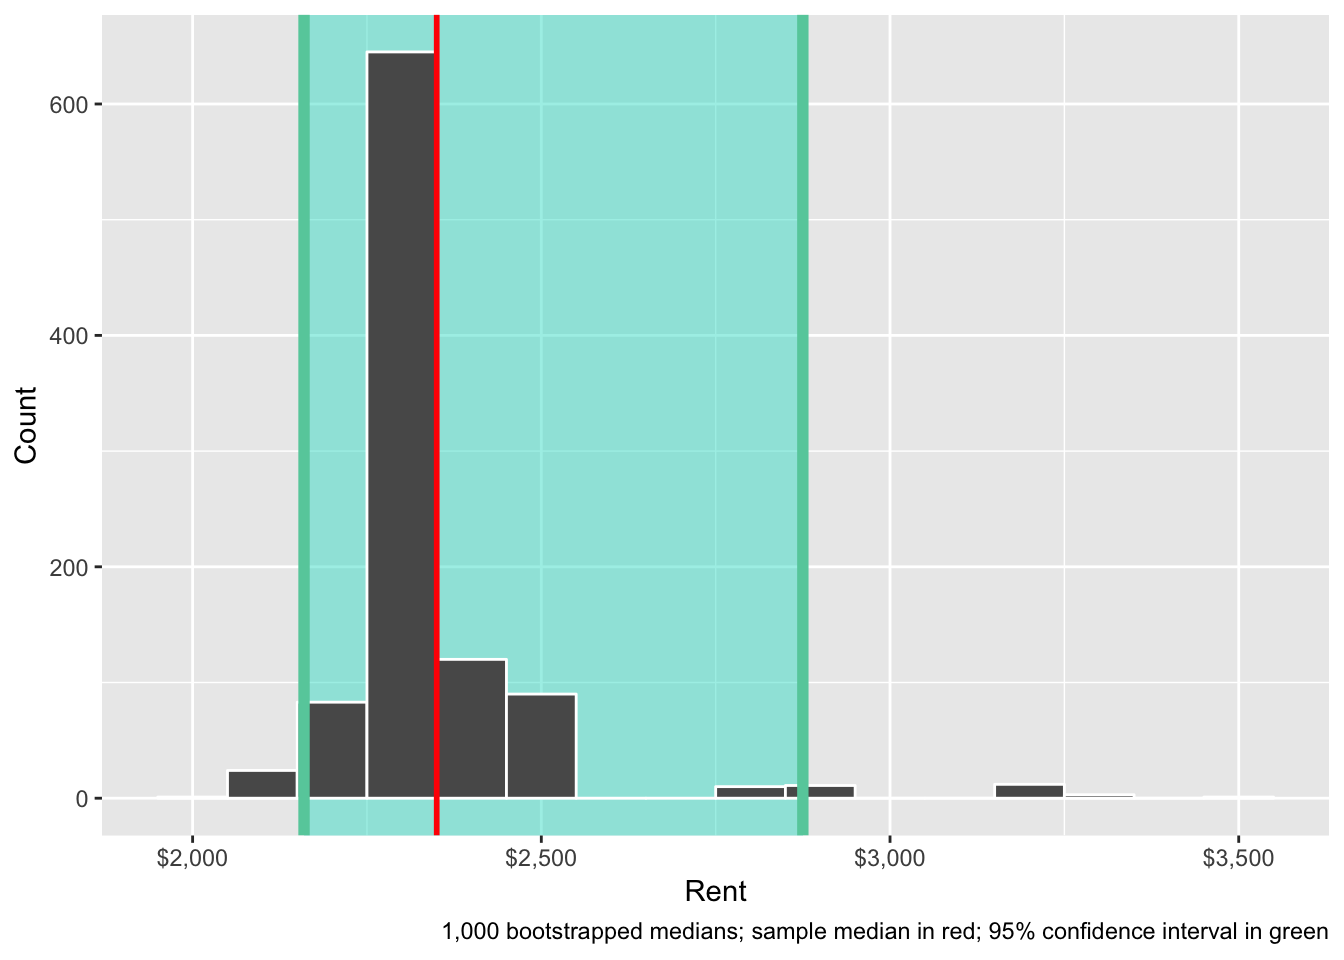 600
400
200
0
Count
$2,000
$2,500
$3,000
$3,500
Rent
1,000 bootstrapped medians; sample median in red; 95% confidence interval in green